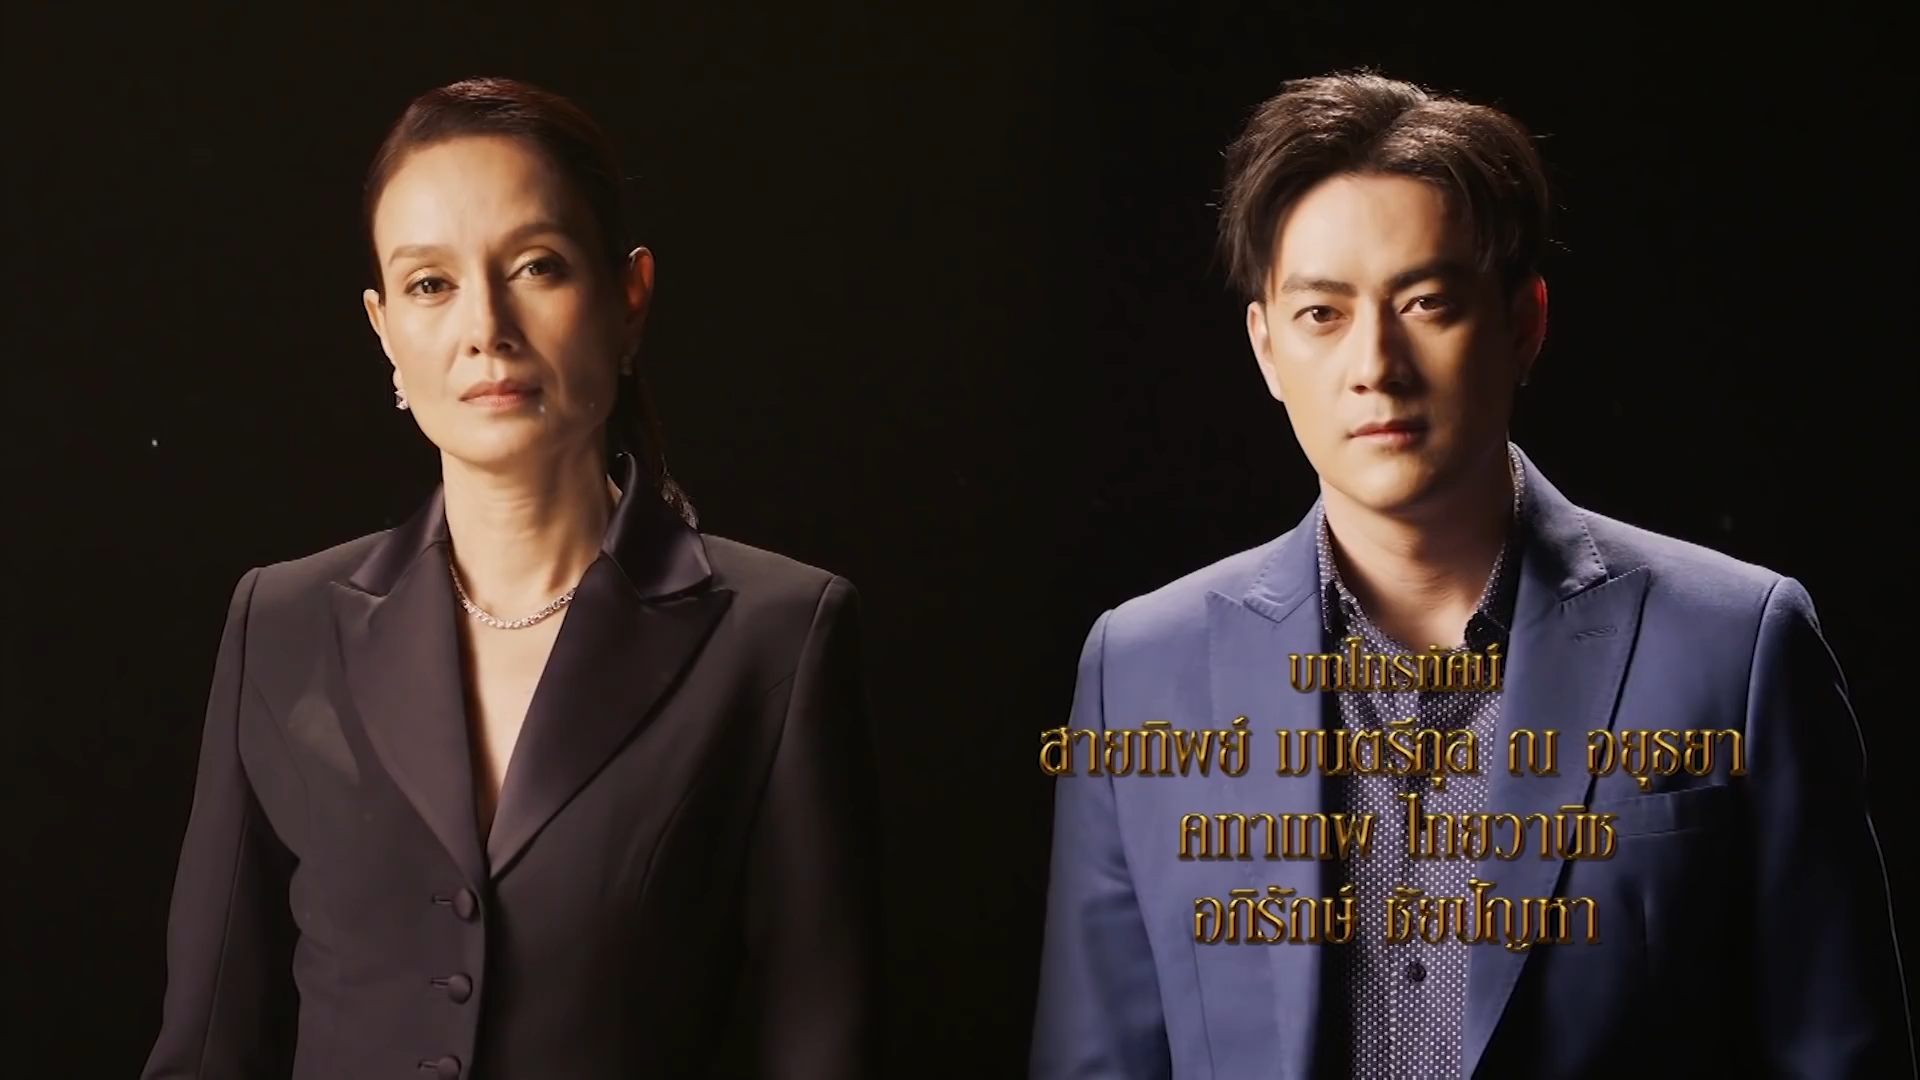 บทโทรทัศน์
สายทิพย์ มนตรีกุล ณ อยุธยา
คทาเทพ ไทยวานิช
อภิรักษ์ ชัยปัญหา